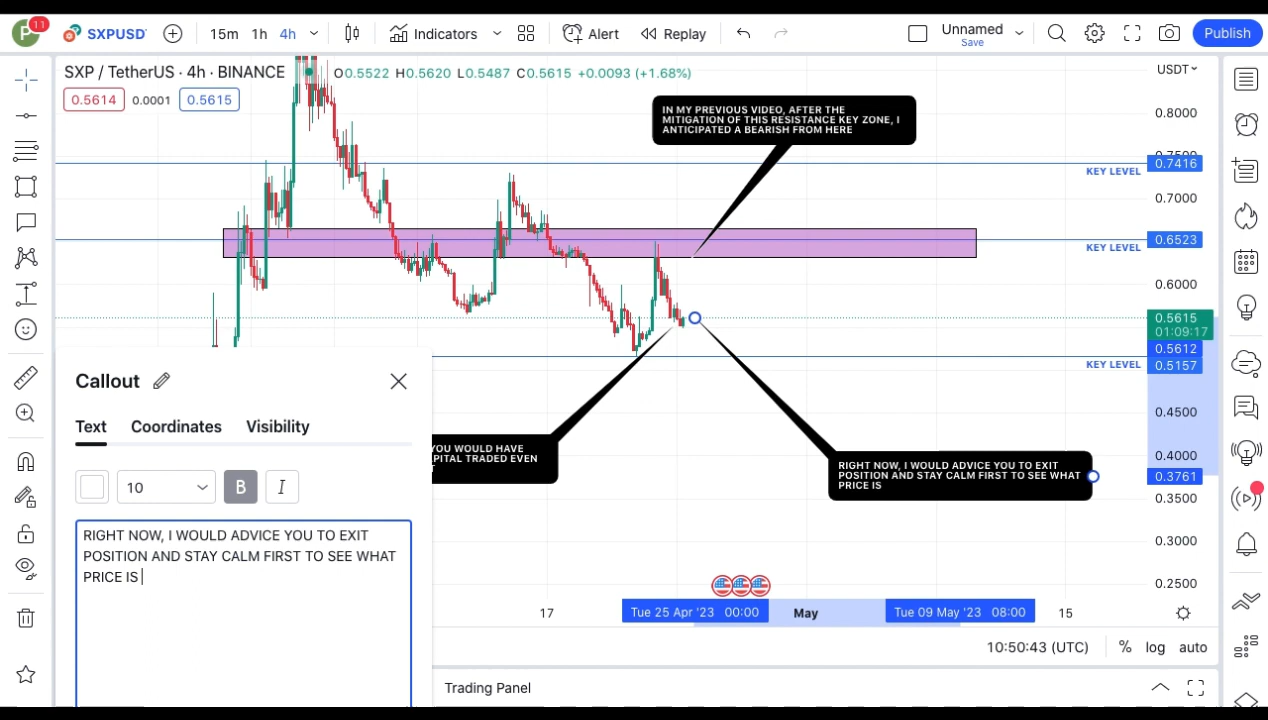 P 11 SXPUSD 15m 1h 4h Indicators Alert Replay Unnamed Save Publish
SXP / TetherUS · 4h · BINANCE O0.5522 H0.5620 L0.5487 C0.5615 +0.0093 (+1.68%) USDT
0.5614 0.0001 0.5615
IN MY PREVIOUS VIDEO, AFTER THE
MITIGATION OF THIS RESISTANCE KEY ZONE, I
ANTICIPATED A BEARISH FROM HERE
0.8000
0.7416
KEY LEVEL
0.7000
0.6523
KEY LEVEL
0.6000
0.5615
01:09:17
0.5612
KEY LEVEL 0.5157
0.4500
0.4000
0.3761
0.3500
0.3000
0.2500
YOU WOULD HAVE
PITAL TRADED EVEN
T
RIGHT NOW, I WOULD ADVICE YOU TO EXIT
POSITION AND STAY CALM FIRST TO SEE WHAT
PRICE IS
Callout
Text Coordinates Visibility
10 B I
RIGHT NOW, I WOULD ADVICE YOU TO EXIT
POSITION AND STAY CALM FIRST TO SEE WHAT
PRICE IS
17 Tue 25 Apr '23 00:00 May Tue 09 May '23 08:00 15
10:50:43 (UTC) % log auto
Trading Panel